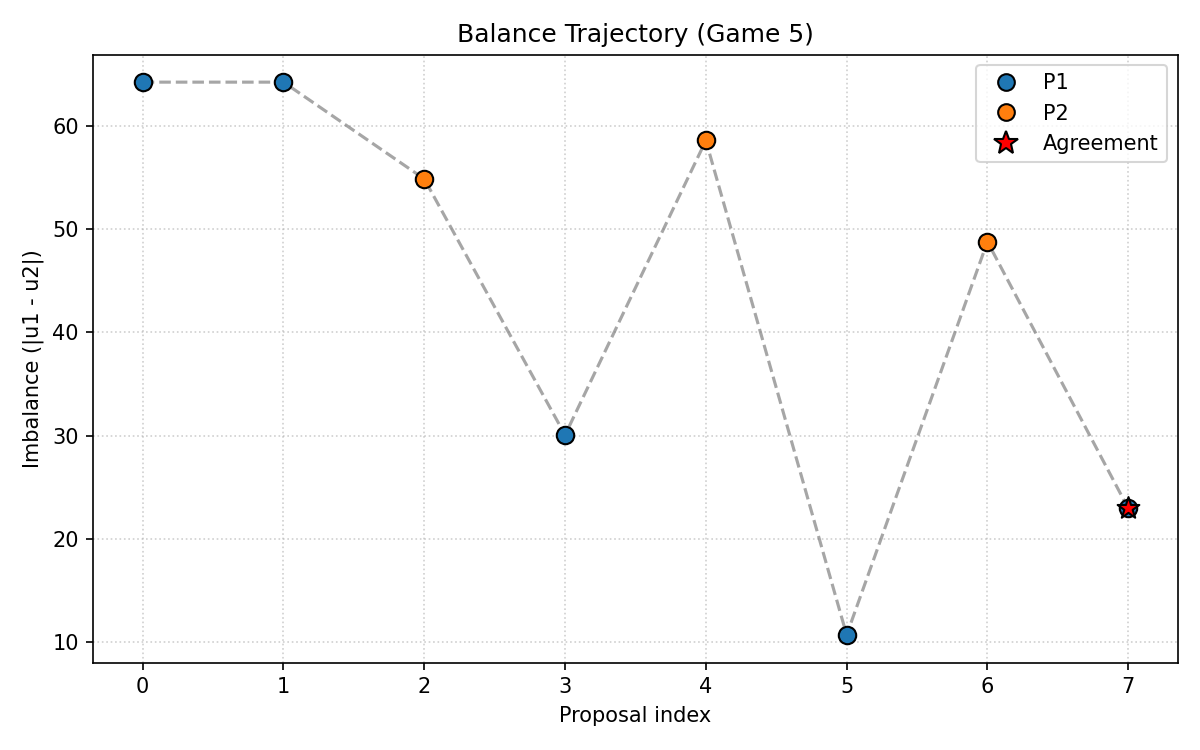 Balance Trajectory (Game 5)
P1
P2
Agreement
Imbalance (|u1 - u2|)
60
50
40
30
20
10
0 1 2 3 4 5 6 7
Proposal index